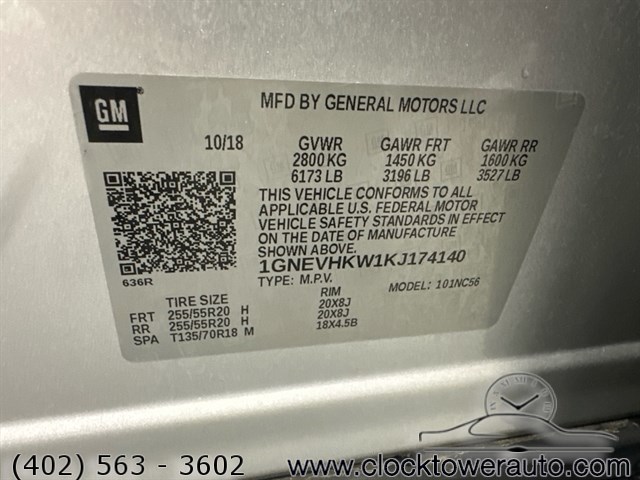 GM
MFD BY GENERAL MOTORS LLC
10/18 GVWR GAWR FRT GAWR RR
2800 KG 1450 KG 1600 KG
6173 LB 3196 LB 3527 LB
THIS VEHICLE CONFORMS TO ALL
APPLICABLE U.S. FEDERAL MOTOR
VEHICLE SAFETY STANDARDS IN EFFECT
ON THE DATE OF MANUFACTURE
SHOWN ABOVE.
1GNEVHKW1KJ174140
636R
TYPE: M.P.V. MODEL: 101NC56
TIRE SIZE RIM
FRT 255/55R20 H 20X8J
RR 255/55R20 H 20X8J
SPA T135/70R18 M 18X4.5B
(402) 563 - 3602 www.clocktowerauto.com